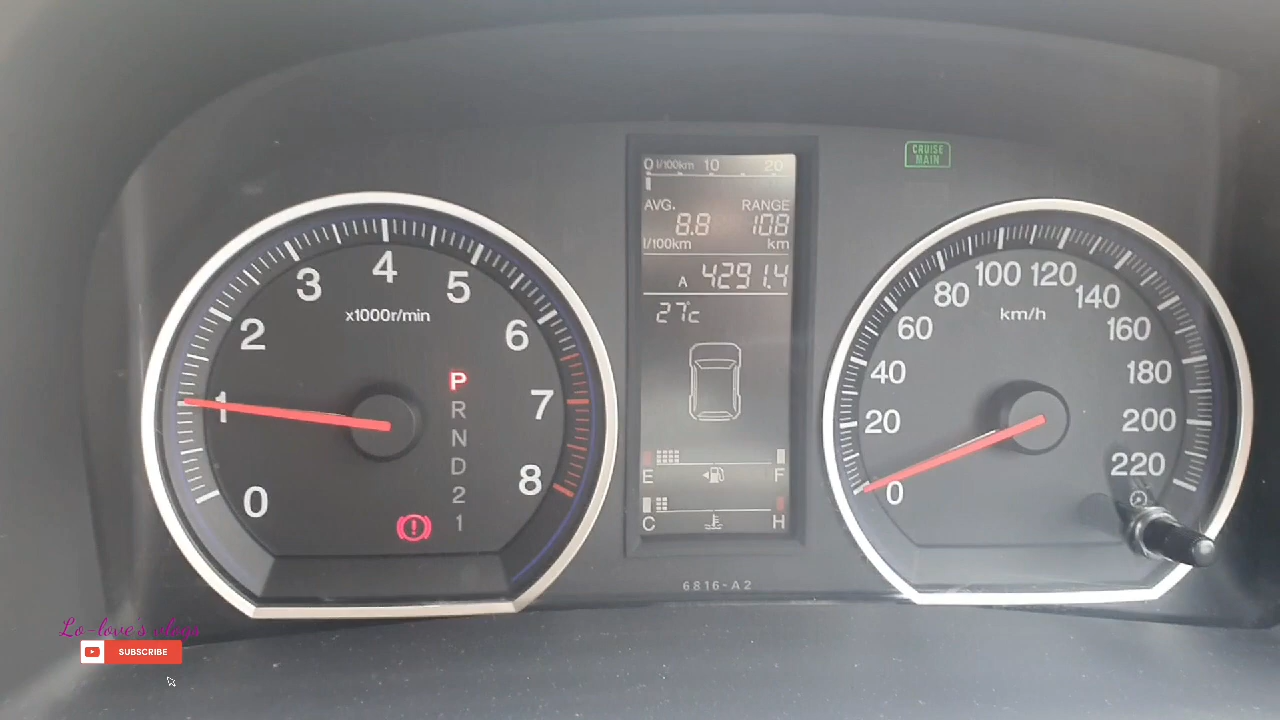 0 l/100km 10 20
AVG. RANGE
8.8 108
l/100km km
A 4291.4
27°c
E F
C H
6816-A2
0 1 2 3 4 5 6 7 8
x1000r/min
P
R
N
D
2
1
CRUISE
MAIN
0 20 40 60 80 100 120 140 160 180 200 220
km/h
Lo-love's vlogs
SUBSCRIBE